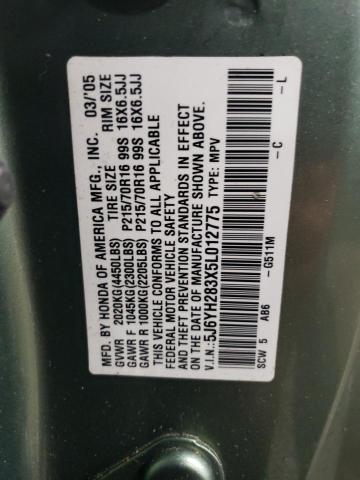 MFD. BY HONDA OF AMERICA MFG., INC. 03/'05
TIRE SIZE RIM SIZE
GVWR 2020KG(4450LBS)
GAWR F 1045KG(2300LBS) P215/70R16 99S 16X6.5JJ
GAWR R 1000KG(2205LBS) P215/70R16 99S 16X6.5JJ
THIS VEHICLE CONFORMS TO ALL APPLICABLE
FEDERAL MOTOR VEHICLE SAFETY
AND THEFT PREVENTION STANDARDS IN EFFECT
ON THE DATE OF MANUFACTURE SHOWN ABOVE.
V.I.N.:5J6YH283X5L012775 TYPE: MPV
SCW 5 AB6 -G511M -C -L